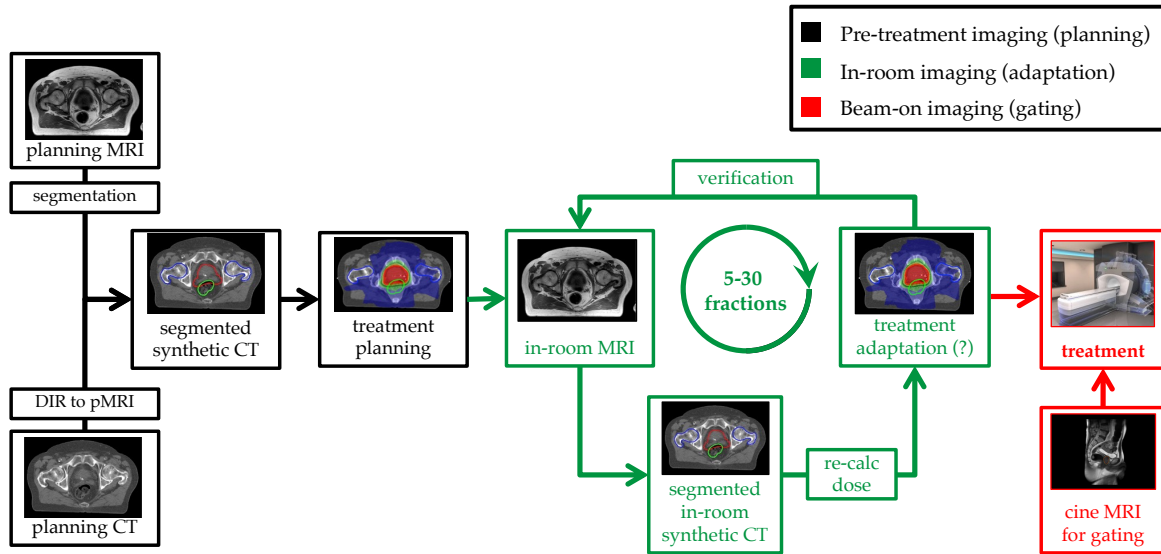 Pre-treatment imaging (planning)
In-room imaging (adaptation)
Beam-on imaging (gating)
planning MRI
segmentation
verification
segmented
synthetic CT
treatment
planning
in-room MRI
5-30
fractions
treatment
adaptation (?)
treatment
DIR to pMRI
planning CT
segmented
in-room
synthetic CT
re-calc
dose
cine MRI
for gating